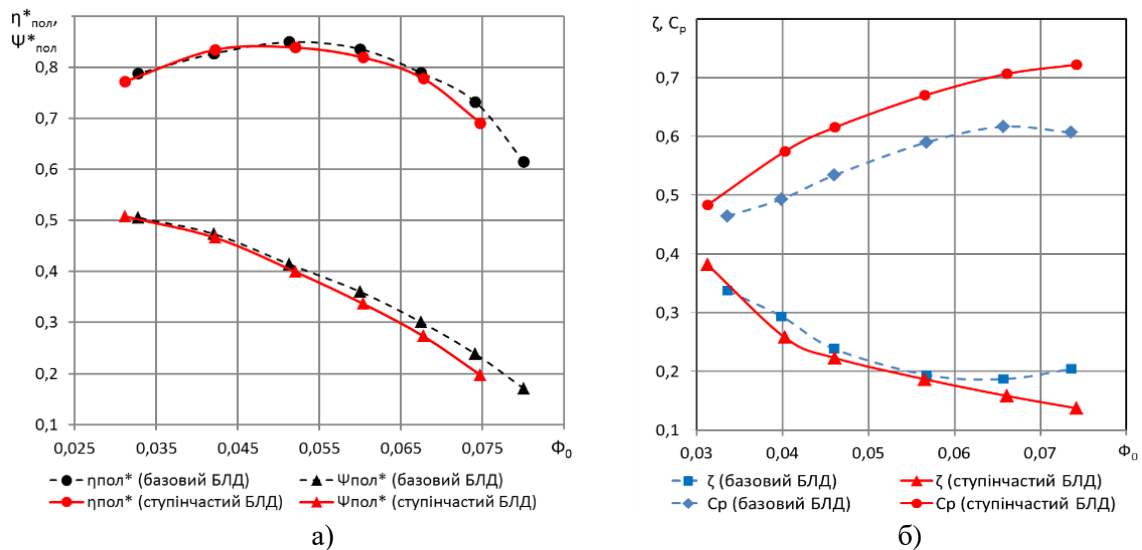 η*пол,
Ψ*пол
0,8
0,7
0,6
0,5
0,4
0,3
0,2
0,1
0,025 0,035 0,045 0,055 0,065 0,075 Φ₀
ηпол* (базовий БЛД) Ψпол* (базовий БЛД)
ηпол* (ступінчастий БЛД) Ψпол* (ступінчастий БЛД)
а)
ζ, Cₚ
0,7
0,6
0,5
0,4
0,3
0,2
0,1
0,03 0,04 0,05 0,06 0,07 Φ₀
ζ (базовий БЛД) ζ (ступінчастий БЛД)
Cp (базовий БЛД) Cp (ступінчастий БЛД)
б)